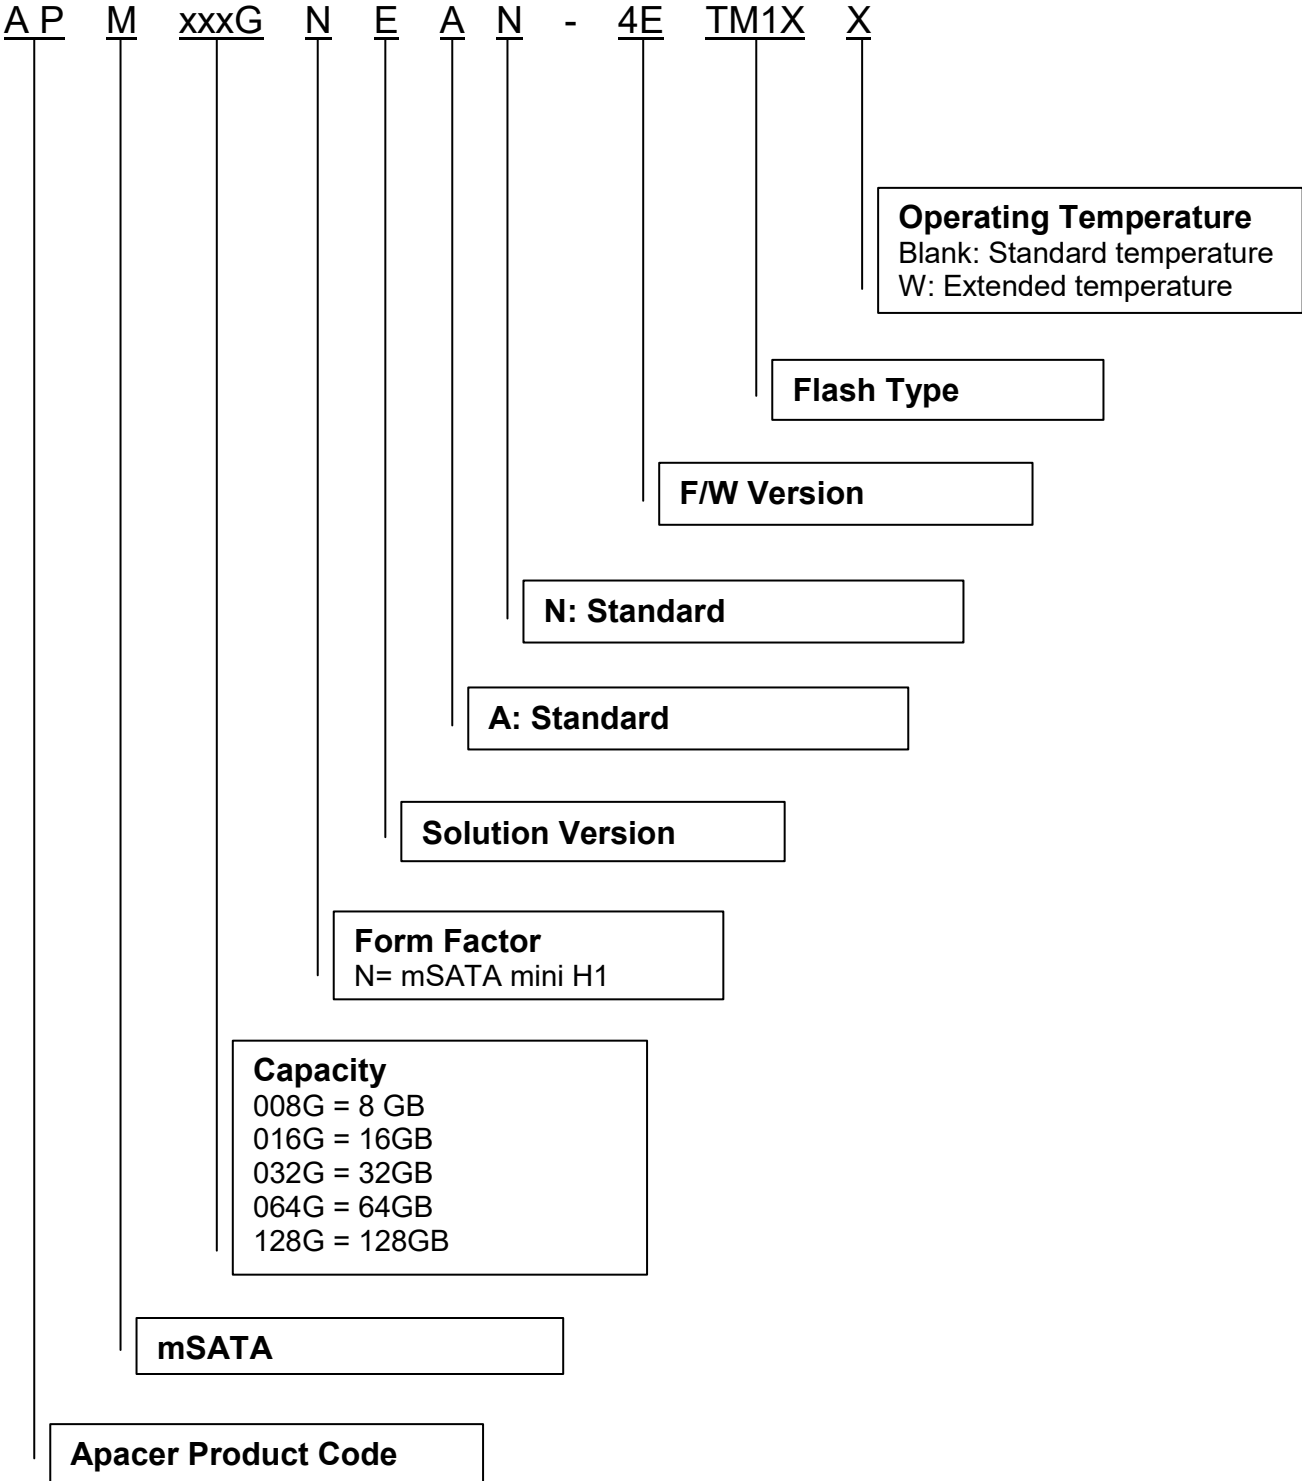 A P M xxxG N E A N - 4E TM1X X
Operating Temperature
Blank: Standard temperature
W: Extended temperature
Flash Type
F/W Version
N: Standard
A: Standard
Solution Version
Form Factor
N= mSATA mini H1
Capacity
008G = 8 GB
016G = 16GB
032G = 32GB
064G = 64GB
128G = 128GB
mSATA
Apacer Product Code